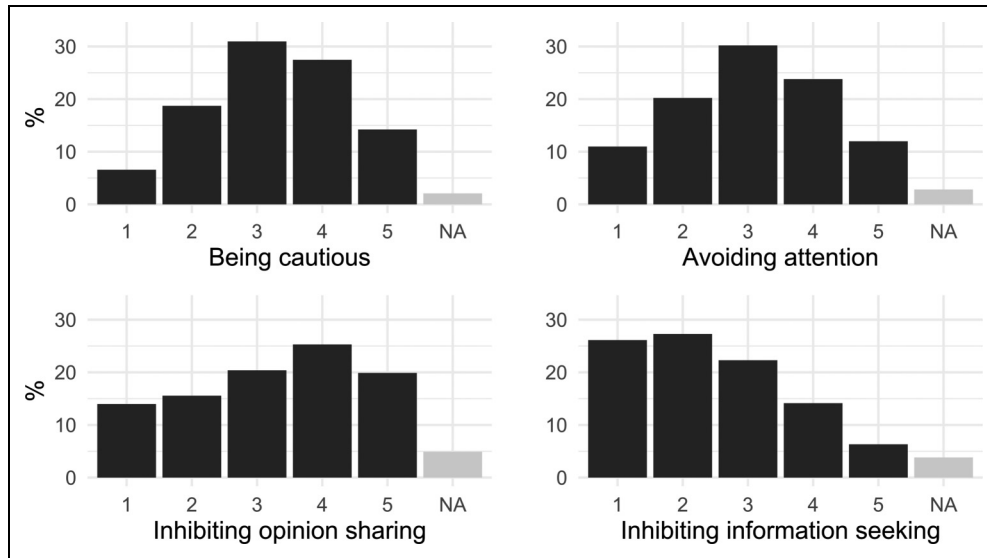 30
20
%
10
0
1 2 3 4 5 NA
Being cautious
30
20
10
0
1 2 3 4 5 NA
Avoiding attention
30
20
%
10
0
1 2 3 4 5 NA
Inhibiting opinion sharing
30
20
10
0
1 2 3 4 5 NA
Inhibiting information seeking